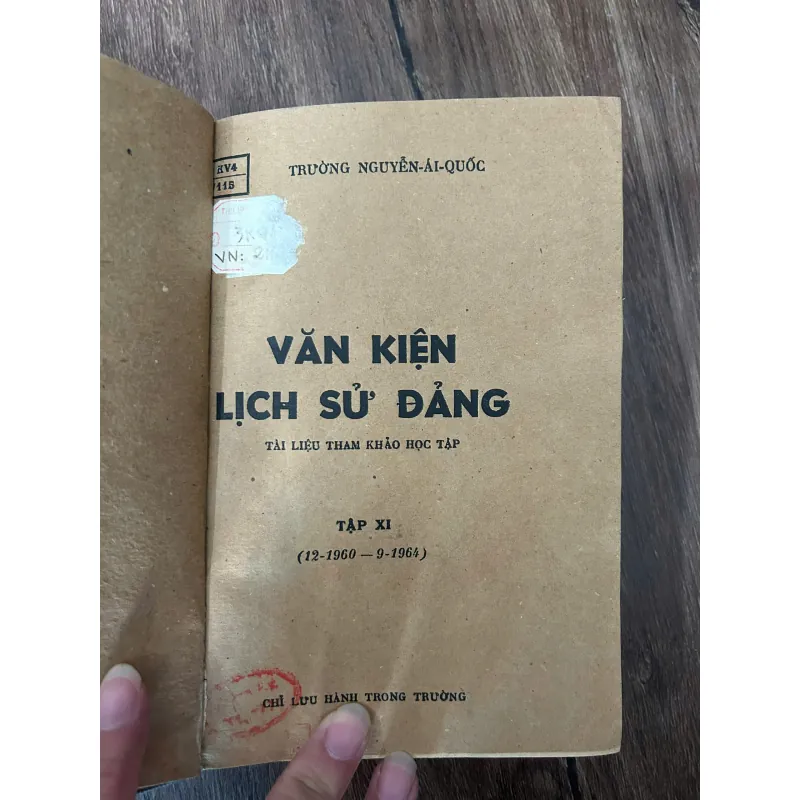 TRƯỜNG NGUYỄN-ÁI-QUỐC
RV4
115
VN:
VĂN KIỆN
LỊCH SỬ ĐẢNG
TÀI LIỆU THAM KHẢO HỌC TẬP
TẬP XI
(12-1960 — 9-1964)
CHỈ LƯU HÀNH TRONG TRƯỜNG